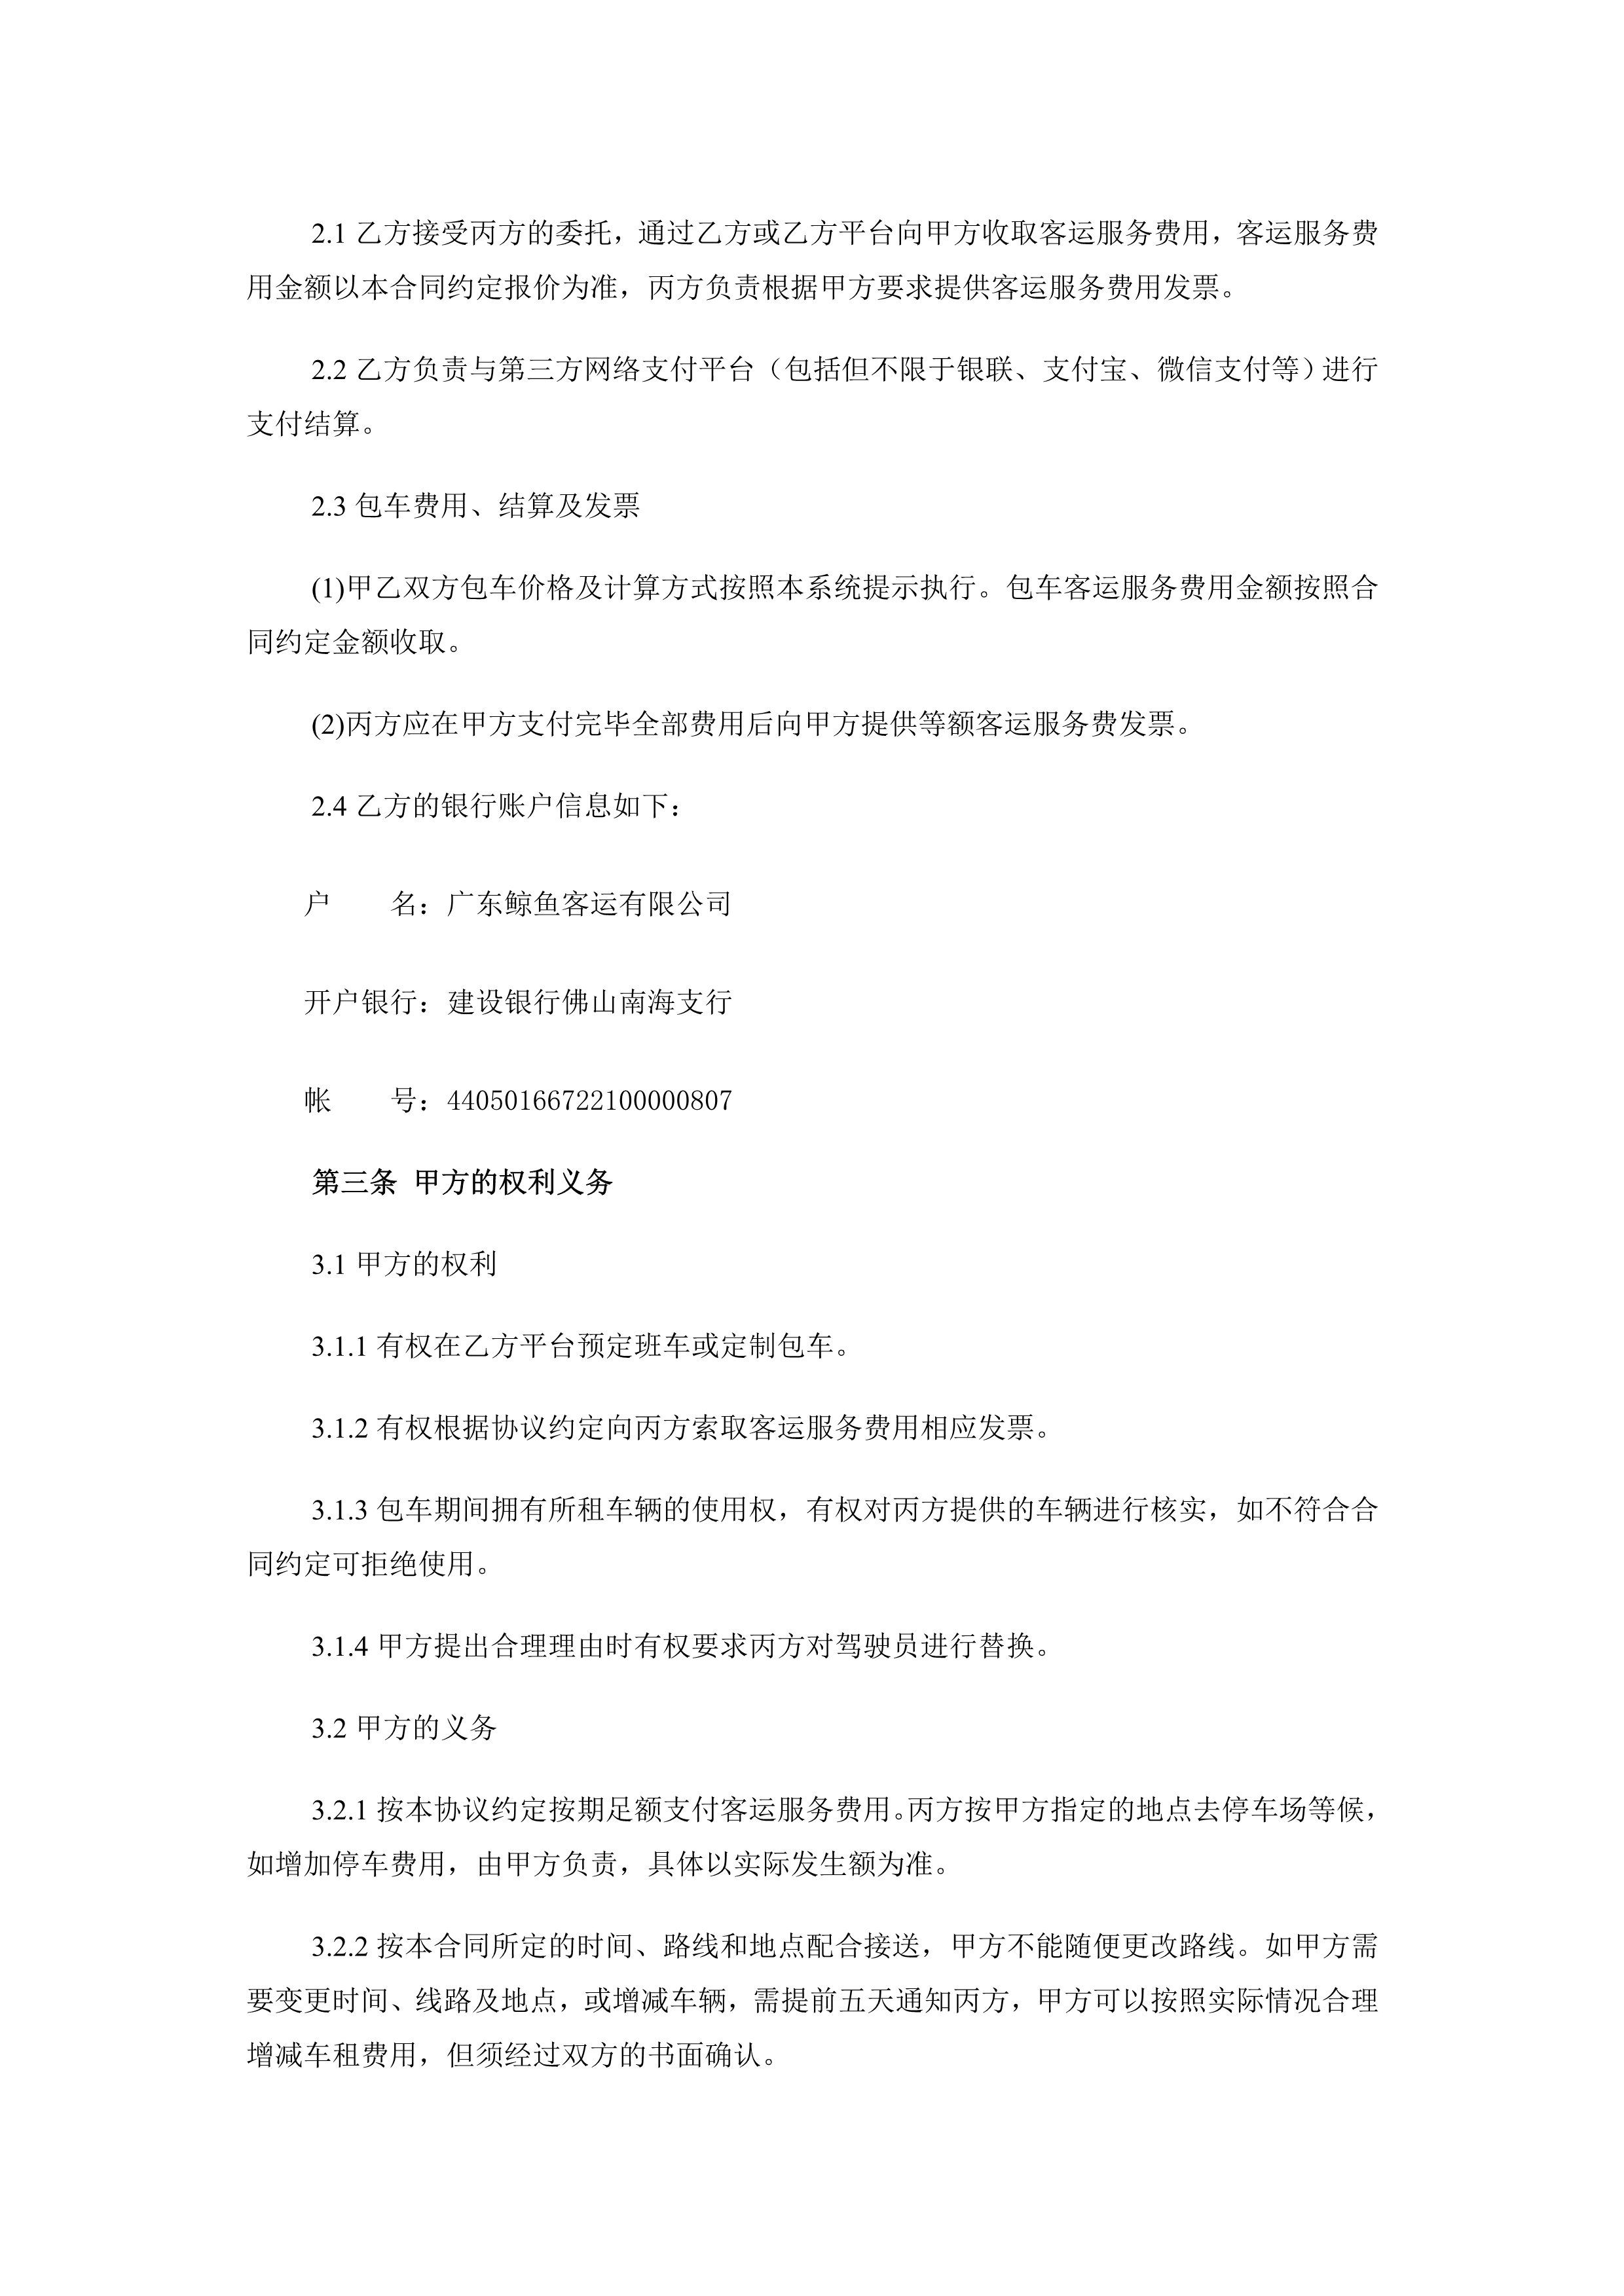 2.1 乙方接受丙方的委托，通过乙方或乙方平台向甲方收取客运服务费用，客运服务费
用金额以本合同约定报价为准，丙方负责根据甲方要求提供客运服务费用发票。
2.2 乙方负责与第三方网络支付平台（包括但不限于银联、支付宝、微信支付等）进行
支付结算。
2.3 包车费用、结算及发票
(1)甲乙双方包车价格及计算方式按照本系统提示执行。包车客运服务费用金额按照合
同约定金额收取。
(2)丙方应在甲方支付完毕全部费用后向甲方提供等额客运服务费发票。
2.4 乙方的银行账户信息如下：
户　　名：广东鲸鱼客运有限公司
开户银行：建设银行佛山南海支行
帐　　号：44050166722100000807
第三条 甲方的权利义务
3.1 甲方的权利
3.1.1 有权在乙方平台预定班车或定制包车。
3.1.2 有权根据协议约定向丙方索取客运服务费用相应发票。
3.1.3 包车期间拥有所租车辆的使用权，有权对丙方提供的车辆进行核实，如不符合合
同约定可拒绝使用。
3.1.4 甲方提出合理理由时有权要求丙方对驾驶员进行替换。
3.2 甲方的义务
3.2.1 按本协议约定按期足额支付客运服务费用。丙方按甲方指定的地点去停车场等候，
如增加停车费用，由甲方负责，具体以实际发生额为准。
3.2.2 按本合同所定的时间、路线和地点配合接送，甲方不能随便更改路线。如甲方需
要变更时间、线路及地点，或增减车辆，需提前五天通知丙方，甲方可以按照实际情况合理
增减车租费用，但须经过双方的书面确认。